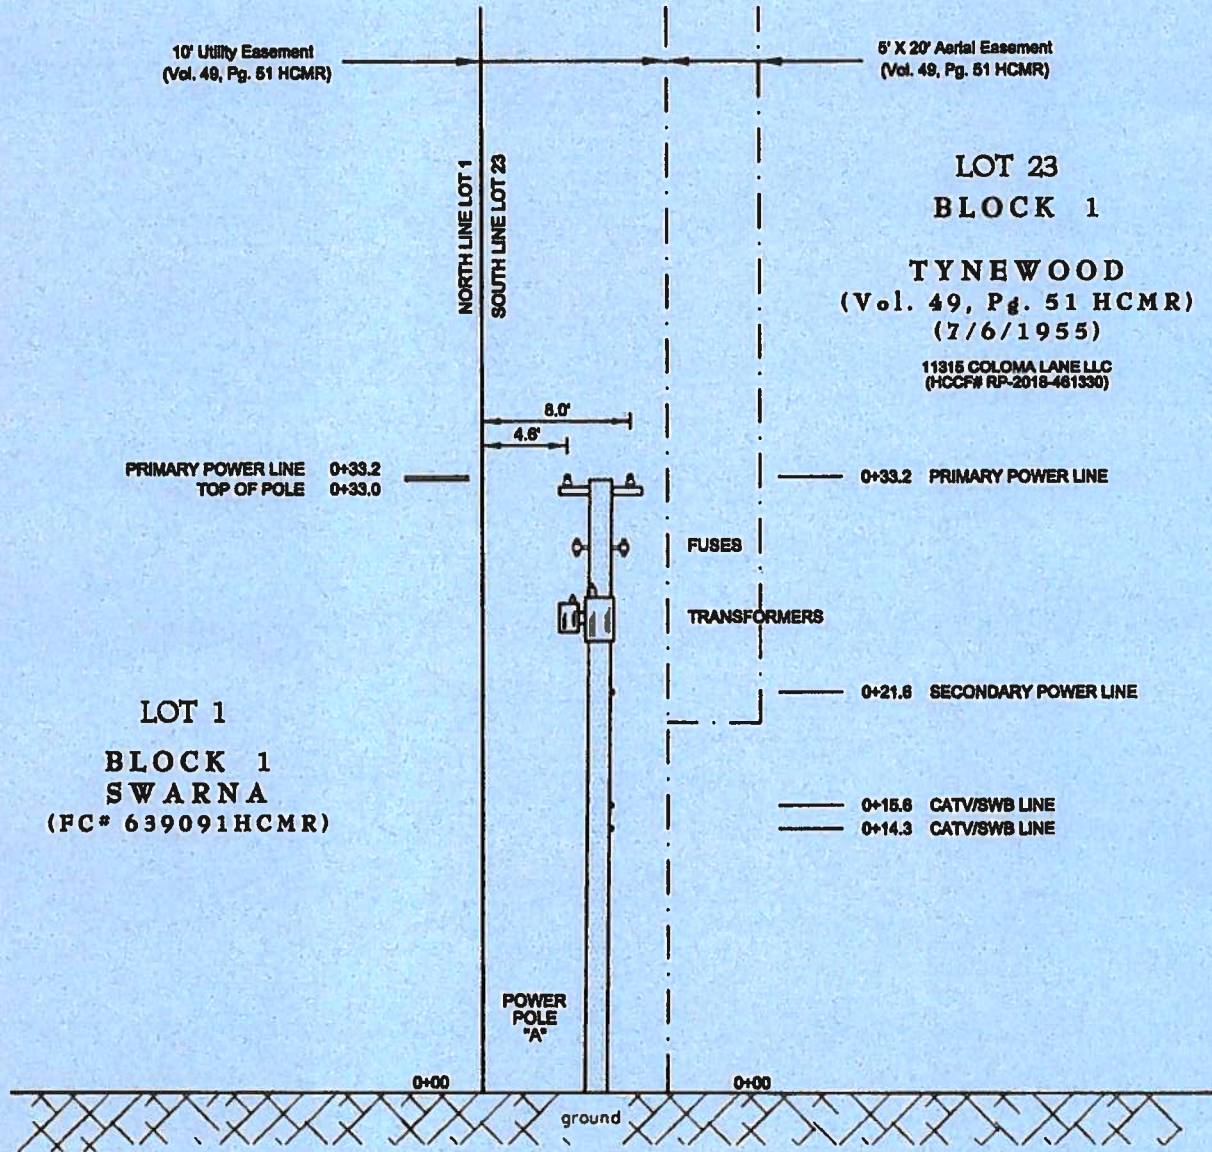 10' Utility Easement
(Vol. 49, Pg. 51 HCMR)
5' X 20' Aerial Easement
(Vol. 49, Pg. 51 HCMR)
NORTH LINE LOT 1
SOUTH LINE LOT 23
LOT 23
BLOCK 1
TYNEWOOD
(Vol. 49, Pg. 51 HCMR)
(7/6/1955)
11315 COLOMA LANE LLC
(HCCF# RP-2018-461330)
8.0'
4.6'
PRIMARY POWER LINE 0+33.2
TOP OF POLE 0+33.0
0+33.2 PRIMARY POWER LINE
FUSES
TRANSFORMERS
0+21.6 SECONDARY POWER LINE
LOT 1
BLOCK 1
SWARNA
(FC# 639091HCMR)
0+15.6 CATV/SWB LINE
0+14.3 CATV/SWB LINE
POWER
POLE
"A"
0+00
0+00
ground